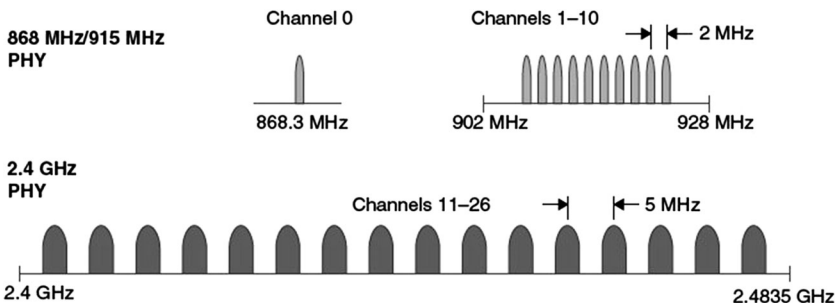 868 MHz/915 MHz
PHY
Channel 0
868.3 MHz
Channels 1–10
2 MHz
902 MHz
928 MHz
2.4 GHz
PHY
Channels 11–26
5 MHz
2.4 GHz
2.4835 GHz